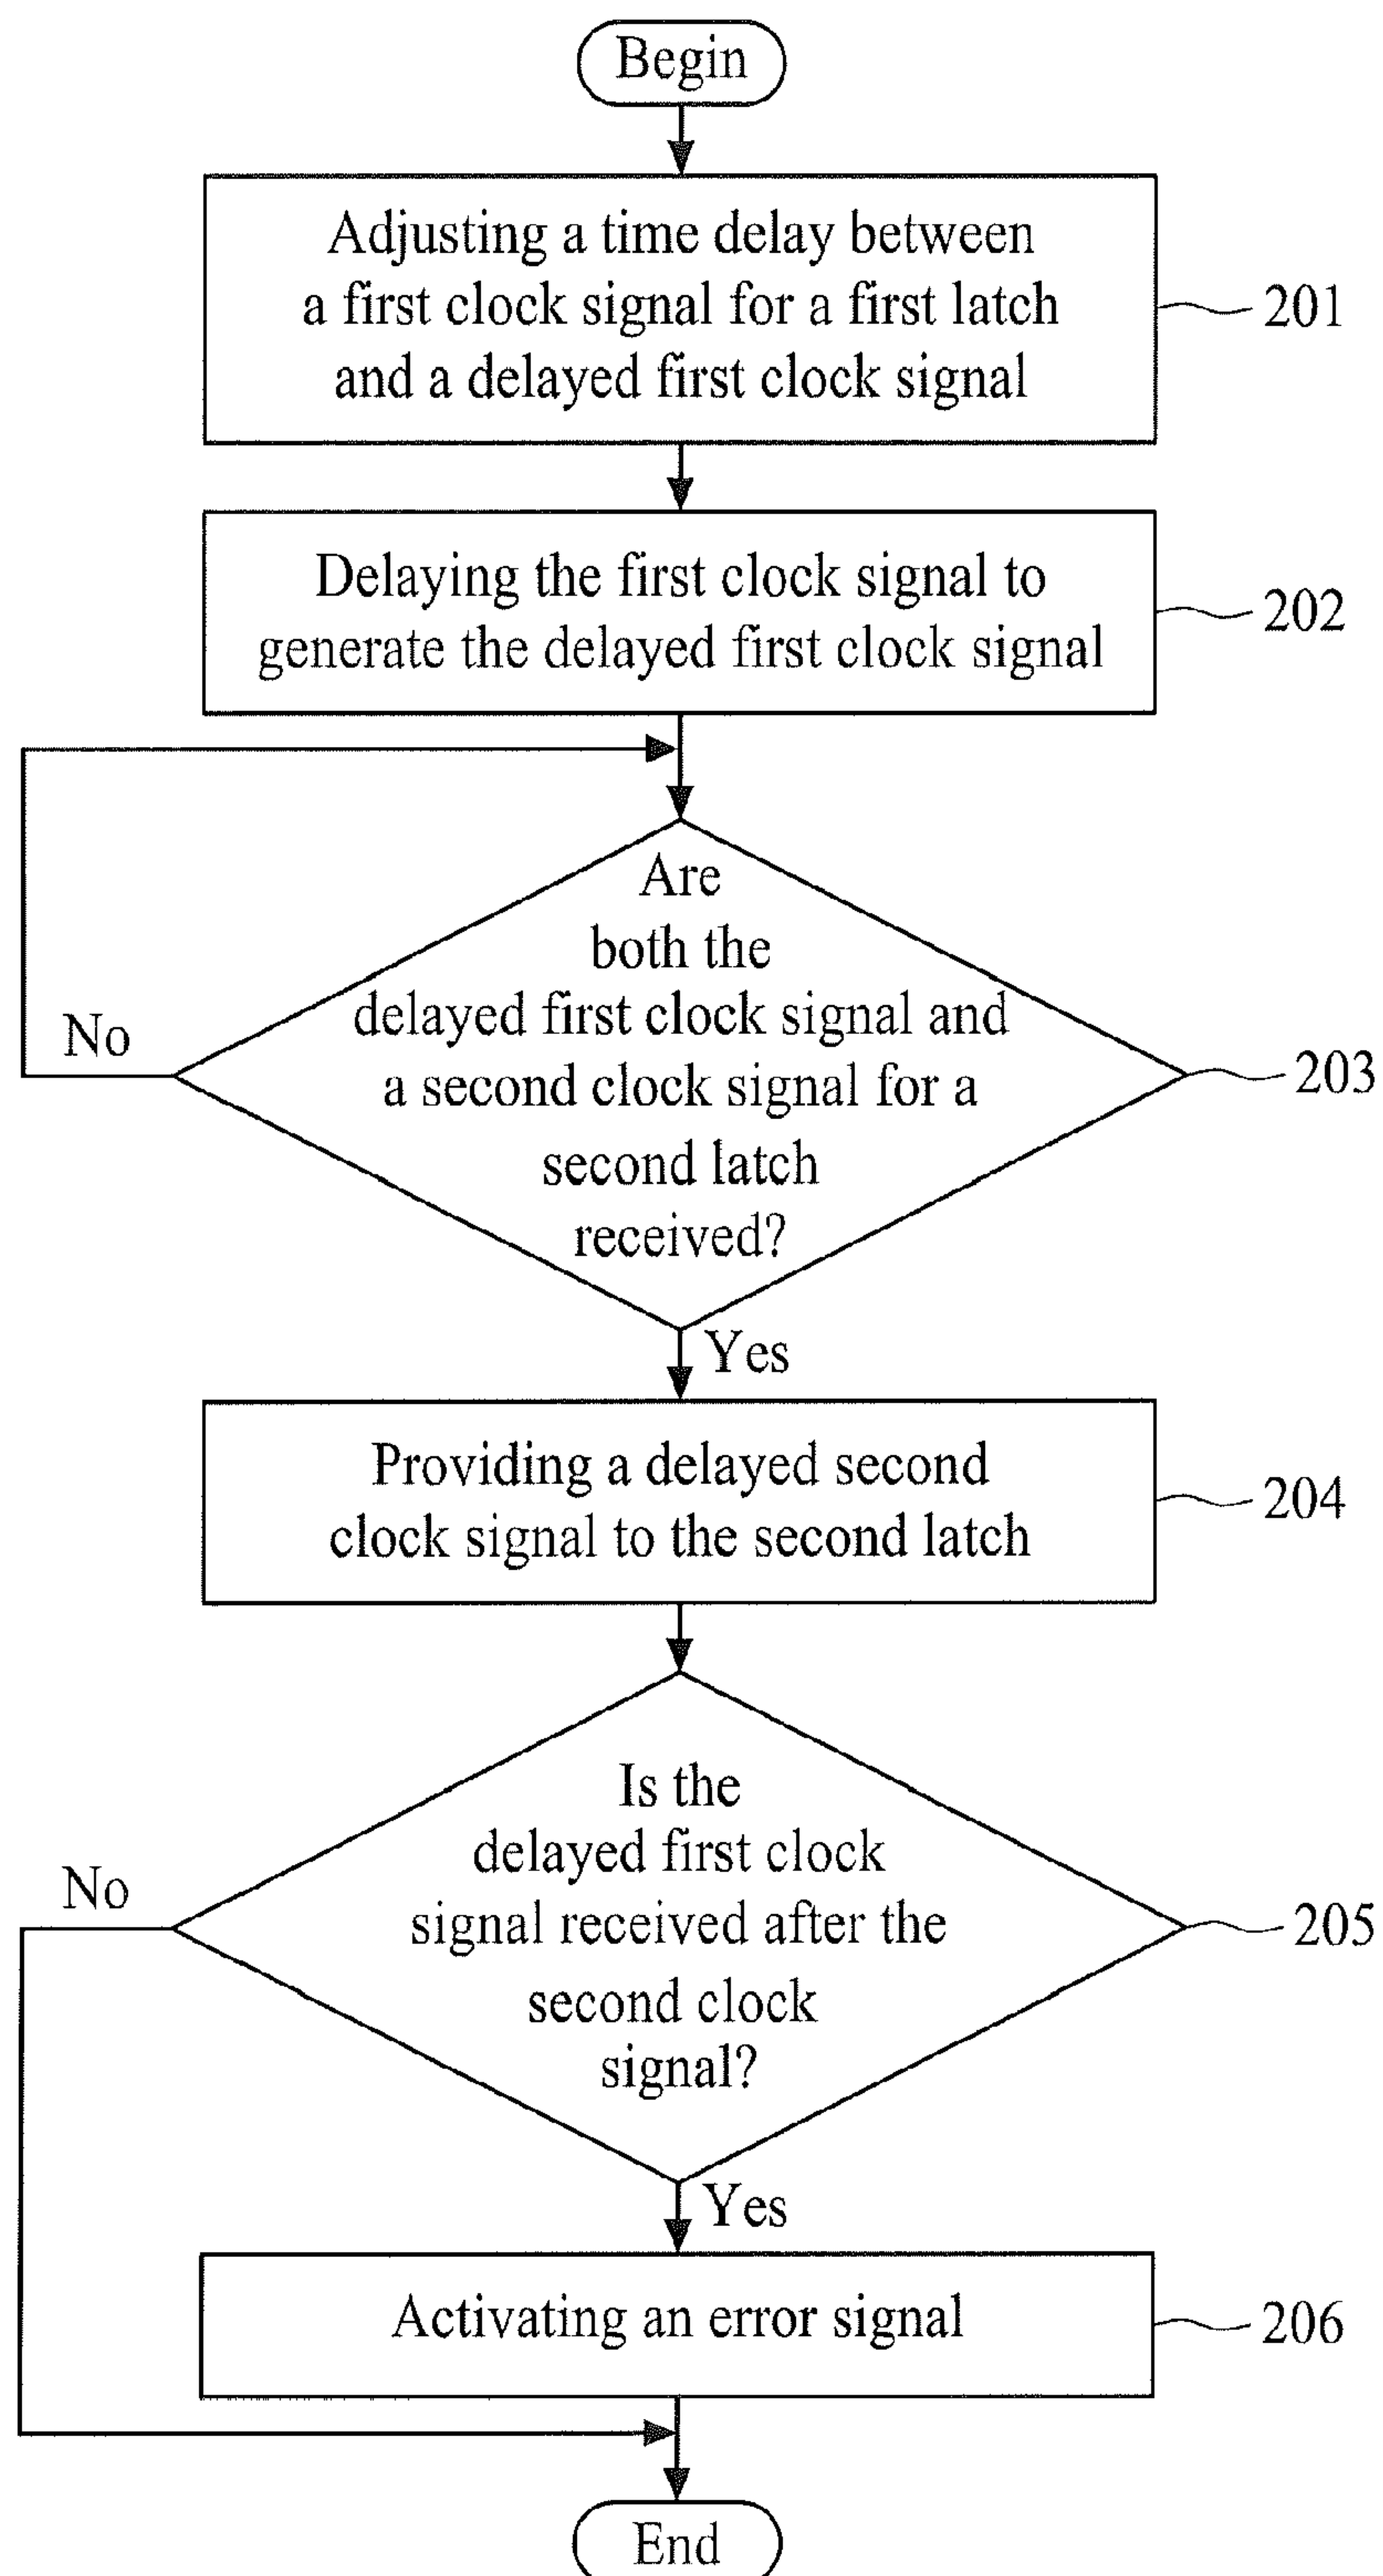 Begin
Adjusting a time delay between
a first clock signal for a first latch
and a delayed first clock signal
201
Delaying the first clock signal to
generate the delayed first clock signal
202
Are
both the
delayed first clock signal and
a second clock signal for a
second latch
received?
No
203
Yes
Providing a delayed second
clock signal to the second latch
204
Is the
delayed first clock
signal received after the
second clock
signal?
No
205
Yes
Activating an error signal
206
End